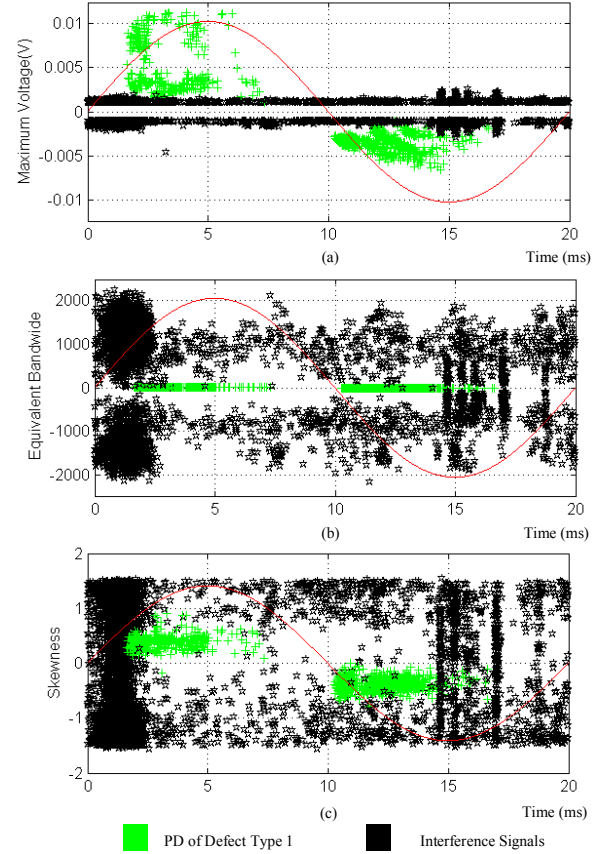 0.01
0.005
0
-0.005
-0.01
Maximum Voltage(V)
0 5 10 15 20
(a) Time (ms)
2000
1000
0
-1000
-2000
Equivalent Bandwide
0 5 10 15 20
(b) Time (ms)
2
1
0
-1
-2
Skewness
0 5 10 15 20
(c) Time (ms)
PD of Defect Type 1 Interference Signals